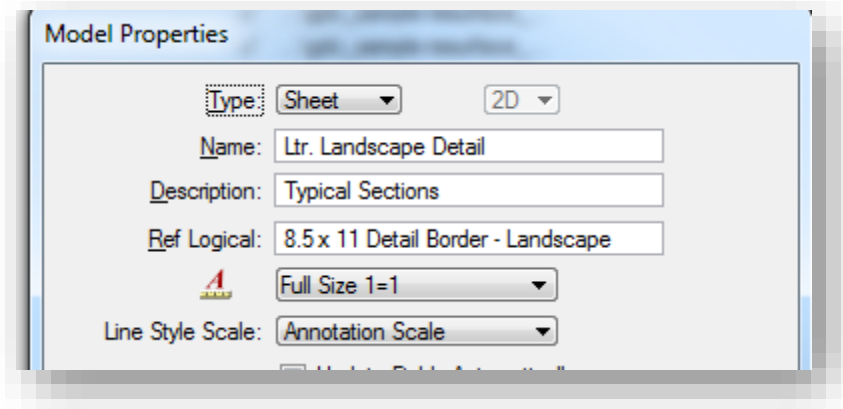 Model Properties
Type: Sheet 2D
Name: Ltr. Landscape Detail
Description: Typical Sections
Ref Logical: 8.5 x 11 Detail Border - Landscape
A Full Size 1=1
Line Style Scale: Annotation Scale